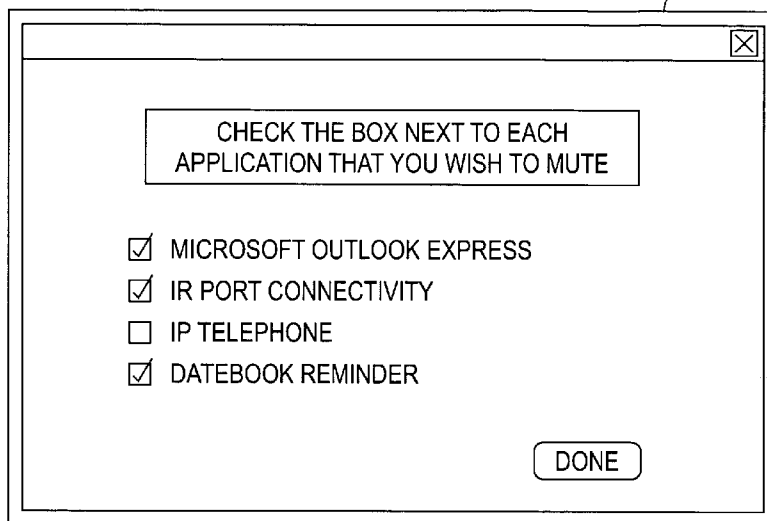 CHECK THE BOX NEXT TO EACH
APPLICATION THAT YOU WISH TO MUTE
MICROSOFT OUTLOOK EXPRESS
IR PORT CONNECTIVITY
IP TELEPHONE
DATEBOOK REMINDER
DONE